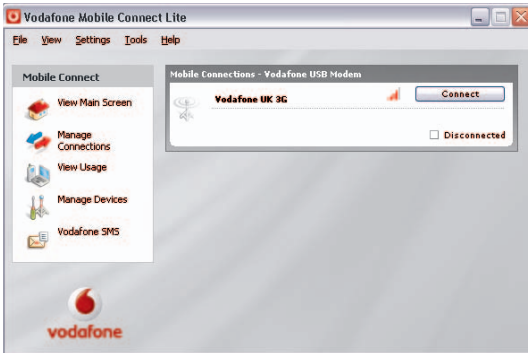 Vodafone Mobile Connect Lite
File View Settings Tools Help
Mobile Connect
View Main Screen
Manage
Connections
View Usage
Manage Devices
Vodafone SMS
Mobile Connections - Vodafone USB Modem
Vodafone UK 3G
Connect
Disconnected
vodafone